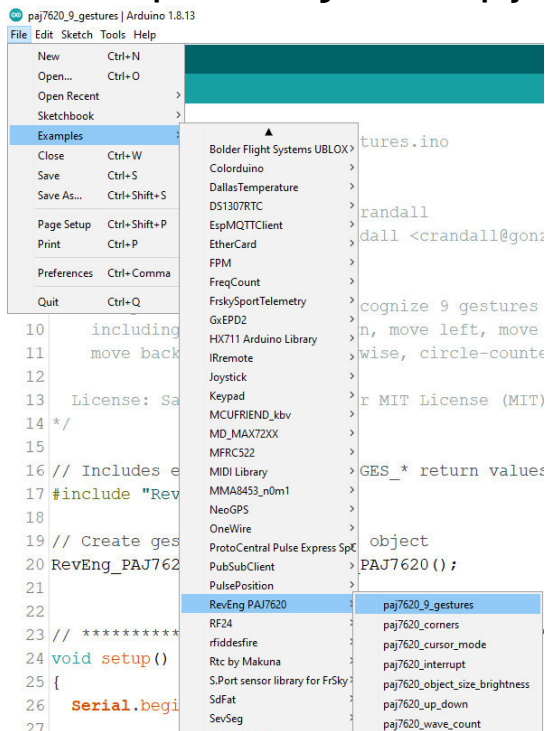 paj7620_9_gestures | Arduino 1.8.13
File Edit Sketch Tools Help
New Ctrl+N
Open... Ctrl+O
Open Recent
Sketchbook
Examples
Close Ctrl+W
Save Ctrl+S
Save As... Ctrl+Shift+S
Page Setup Ctrl+Shift+P
Print Ctrl+P
Preferences Ctrl+Comma
Quit Ctrl+Q
Bolder Flight Systems UBLOX
Colorduino
DallasTemperature
DS1307RTC
EspMQTTClient
EtherCard
FPM
FreqCount
FrskySportTelemetry
GxEPD2
HX711 Arduino Library
IRremote
Joystick
Keypad
MCUFRIEND_kbv
MD_MAX72XX
MFRC522
MIDI Library
MMA8453_n0m1
NeoGPS
OneWire
ProtoCentral Pulse Express Sp
PubSubClient
PulsePosition
RevEng PAJ7620
RF24
rfiddesfire
Rtc by Makuna
S.Port sensor library for FrSky
SdFat
SevSeg
paj7620_9_gestures
paj7620_corners
paj7620_cursor_mode
paj7620_interrupt
paj7620_object_size_brightness
paj7620_up_down
paj7620_wave_count
tures.ino
randall
dall <crandall@gonz
cognize 9 gestures
10 including n, move left, move
11 move back wise, circle-counte
12
13 License: Sa r MIT License (MIT)
14 */
15
16 // Includes e GES_* return values
17 #include "Rev
18
19 // Create ges object
20 RevEng_PAJ762 PAJ7620();
21
22
23 // **********
24 void setup()
25 {
26 Serial.begi
27